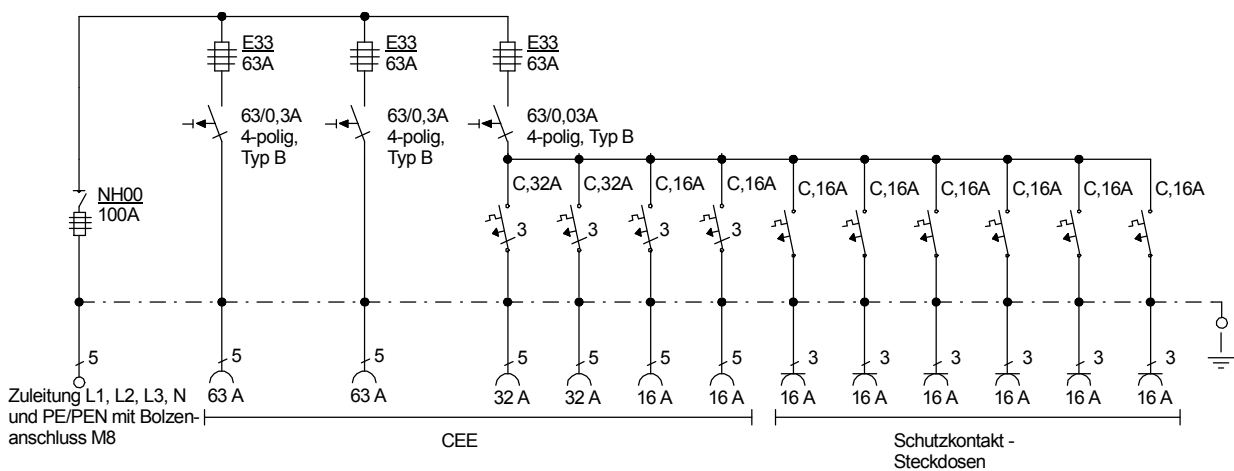 E33
63A
E33
63A
E33
63A
63/0,3A
4-polig,
Typ B
63/0,3A
4-polig,
Typ B
63/0,03A
4-polig, Typ B
NH00
100A
C,32A
C,32A
C,16A
C,16A
C,16A
C,16A
C,16A
C,16A
C,16A
C,16A
3
3
3
3
5
5
5
5
5
5
5
3
3
3
3
3
3
63 A
63 A
32 A
32 A
16 A
16 A
16 A
16 A
16 A
16 A
16 A
16 A
Zuleitung L1, L2, L3, N
und PE/PEN mit Bolzen-
anschluss M8
CEE
Schutzkontakt -
Steckdosen